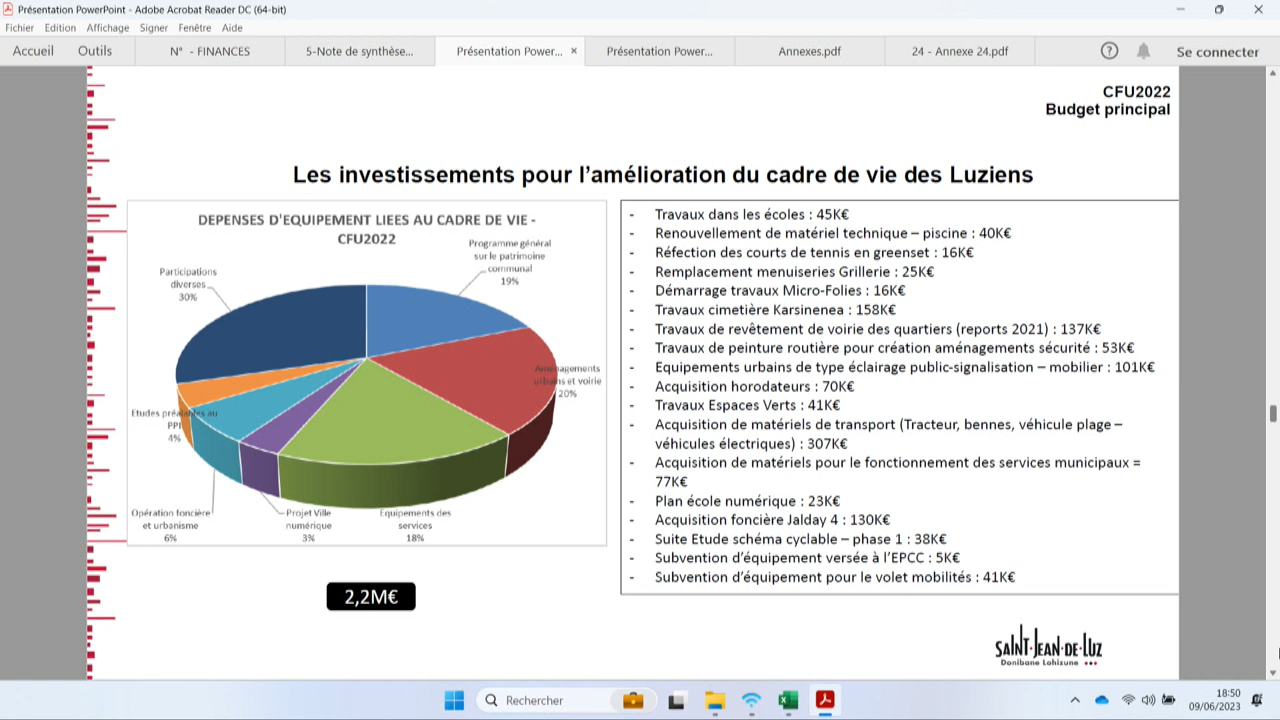 Présentation PowerPoint - Adobe Acrobat Reader DC (64-bit)
Fichier Edition Affichage Signer Fenêtre Aide
Accueil Outils N° - FINANCES 5-Note de synthèse... Présentation Power... × Présentation Power... Annexes.pdf 24 - Annexe 24.pdf ? Se connecter
CFU2022
Budget principal
Les investissements pour l'amélioration du cadre de vie des Luziens
DEPENSES D'EQUIPEMENT LIEES AU CADRE DE VIE -
CFU2022
Programme général
sur le patrimoine
communal
19%
Participations
diverses
30%
Aménagements
urbains et voirie
20%
Etudes préalables au
PPI
4%
Opération foncière
et urbanisme
6%
Projet Ville
numérique
3%
Equipements des
services
18%
2,2M€
- Travaux dans les écoles : 45K€
- Renouvellement de matériel technique – piscine : 40K€
- Réfection des courts de tennis en greenset : 16K€
- Remplacement menuiseries Grillerie : 25K€
- Démarrage travaux Micro-Folies : 16K€
- Travaux cimetière Karsinenea : 158K€
- Travaux de revêtement de voirie des quartiers (reports 2021) : 137K€
- Travaux de peinture routière pour création aménagements sécurité : 53K€
- Equipements urbains de type éclairage public-signalisation – mobilier : 101K€
- Acquisition horodateurs : 70K€
- Travaux Espaces Verts : 41K€
- Acquisition de matériels de transport (Tracteur, bennes, véhicule plage –
véhicules électriques) : 307K€
- Acquisition de matériels pour le fonctionnement des services municipaux =
77K€
- Plan école numérique : 23K€
- Acquisition foncière Jalday 4 : 130K€
- Suite Etude schéma cyclable – phase 1 : 38K€
- Subvention d'équipement versée à l'EPCC : 5K€
- Subvention d'équipement pour le volet mobilités : 41K€
SAINT·JEAN·DE·LUZ
Donibane Lohizune
Rechercher
18:50
09/06/2023